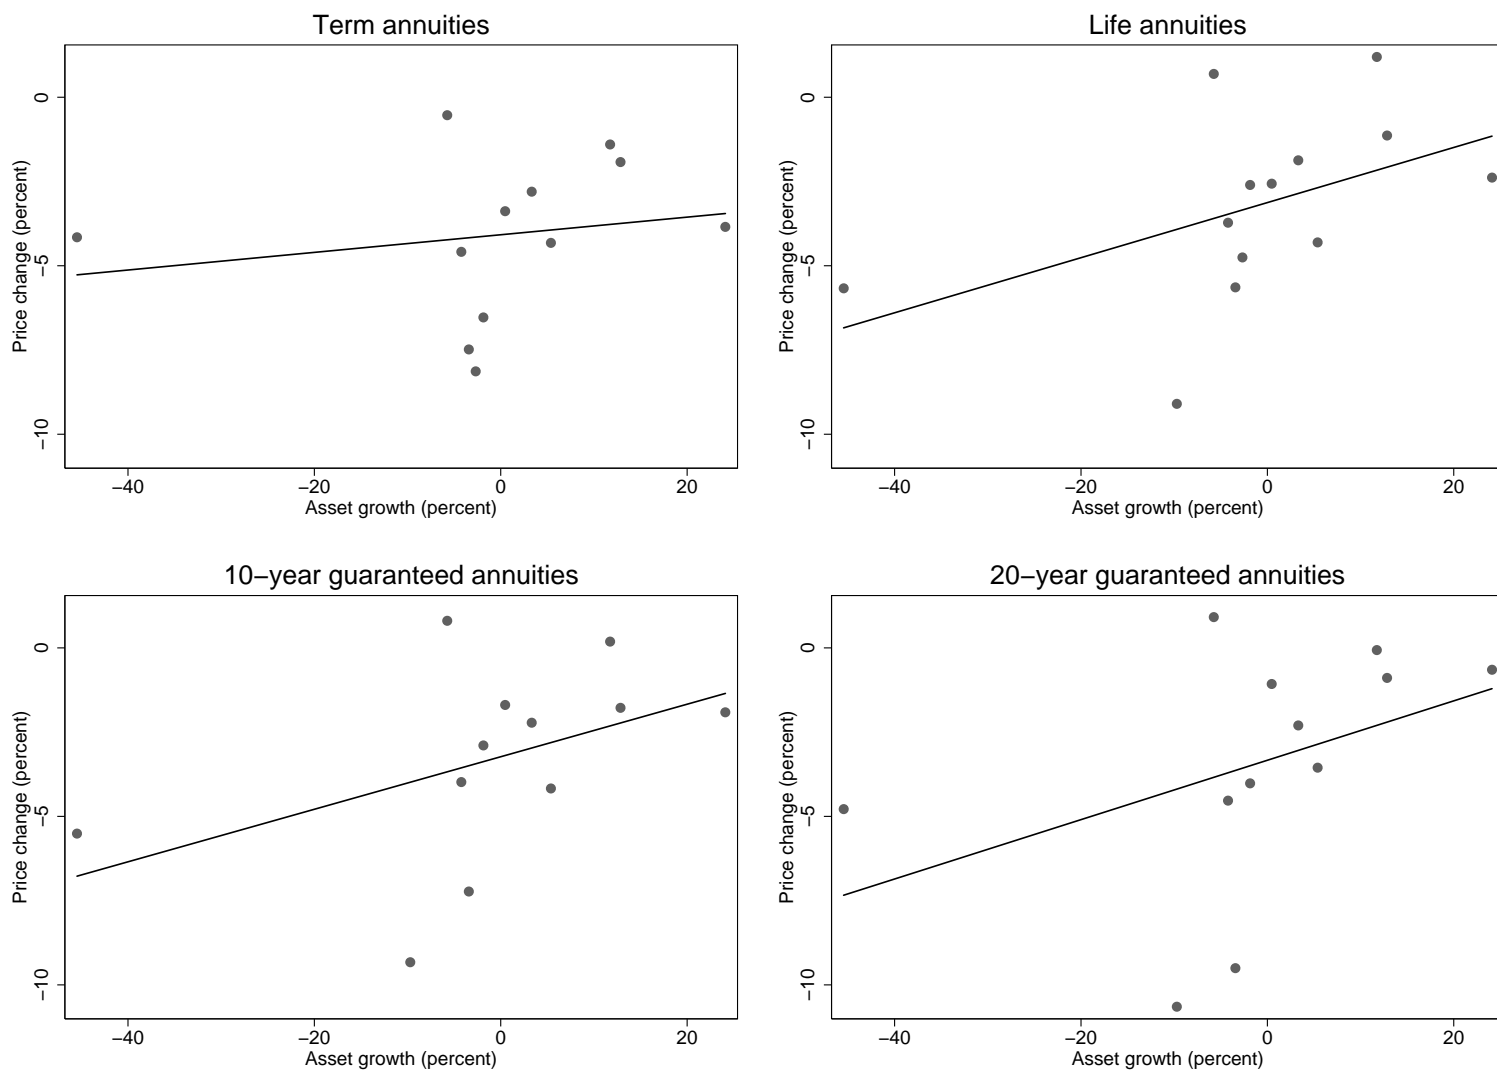 Term annuities
Price change (percent)
0
−5
−10
−40
−20
0
20
Asset growth (percent)
Life annuities
Price change (percent)
0
−5
−10
−40
−20
0
20
Asset growth (percent)
10−year guaranteed annuities
Price change (percent)
0
−5
−10
−40
−20
0
20
Asset growth (percent)
20−year guaranteed annuities
Price change (percent)
0
−5
−10
−40
−20
0
20
Asset growth (percent)